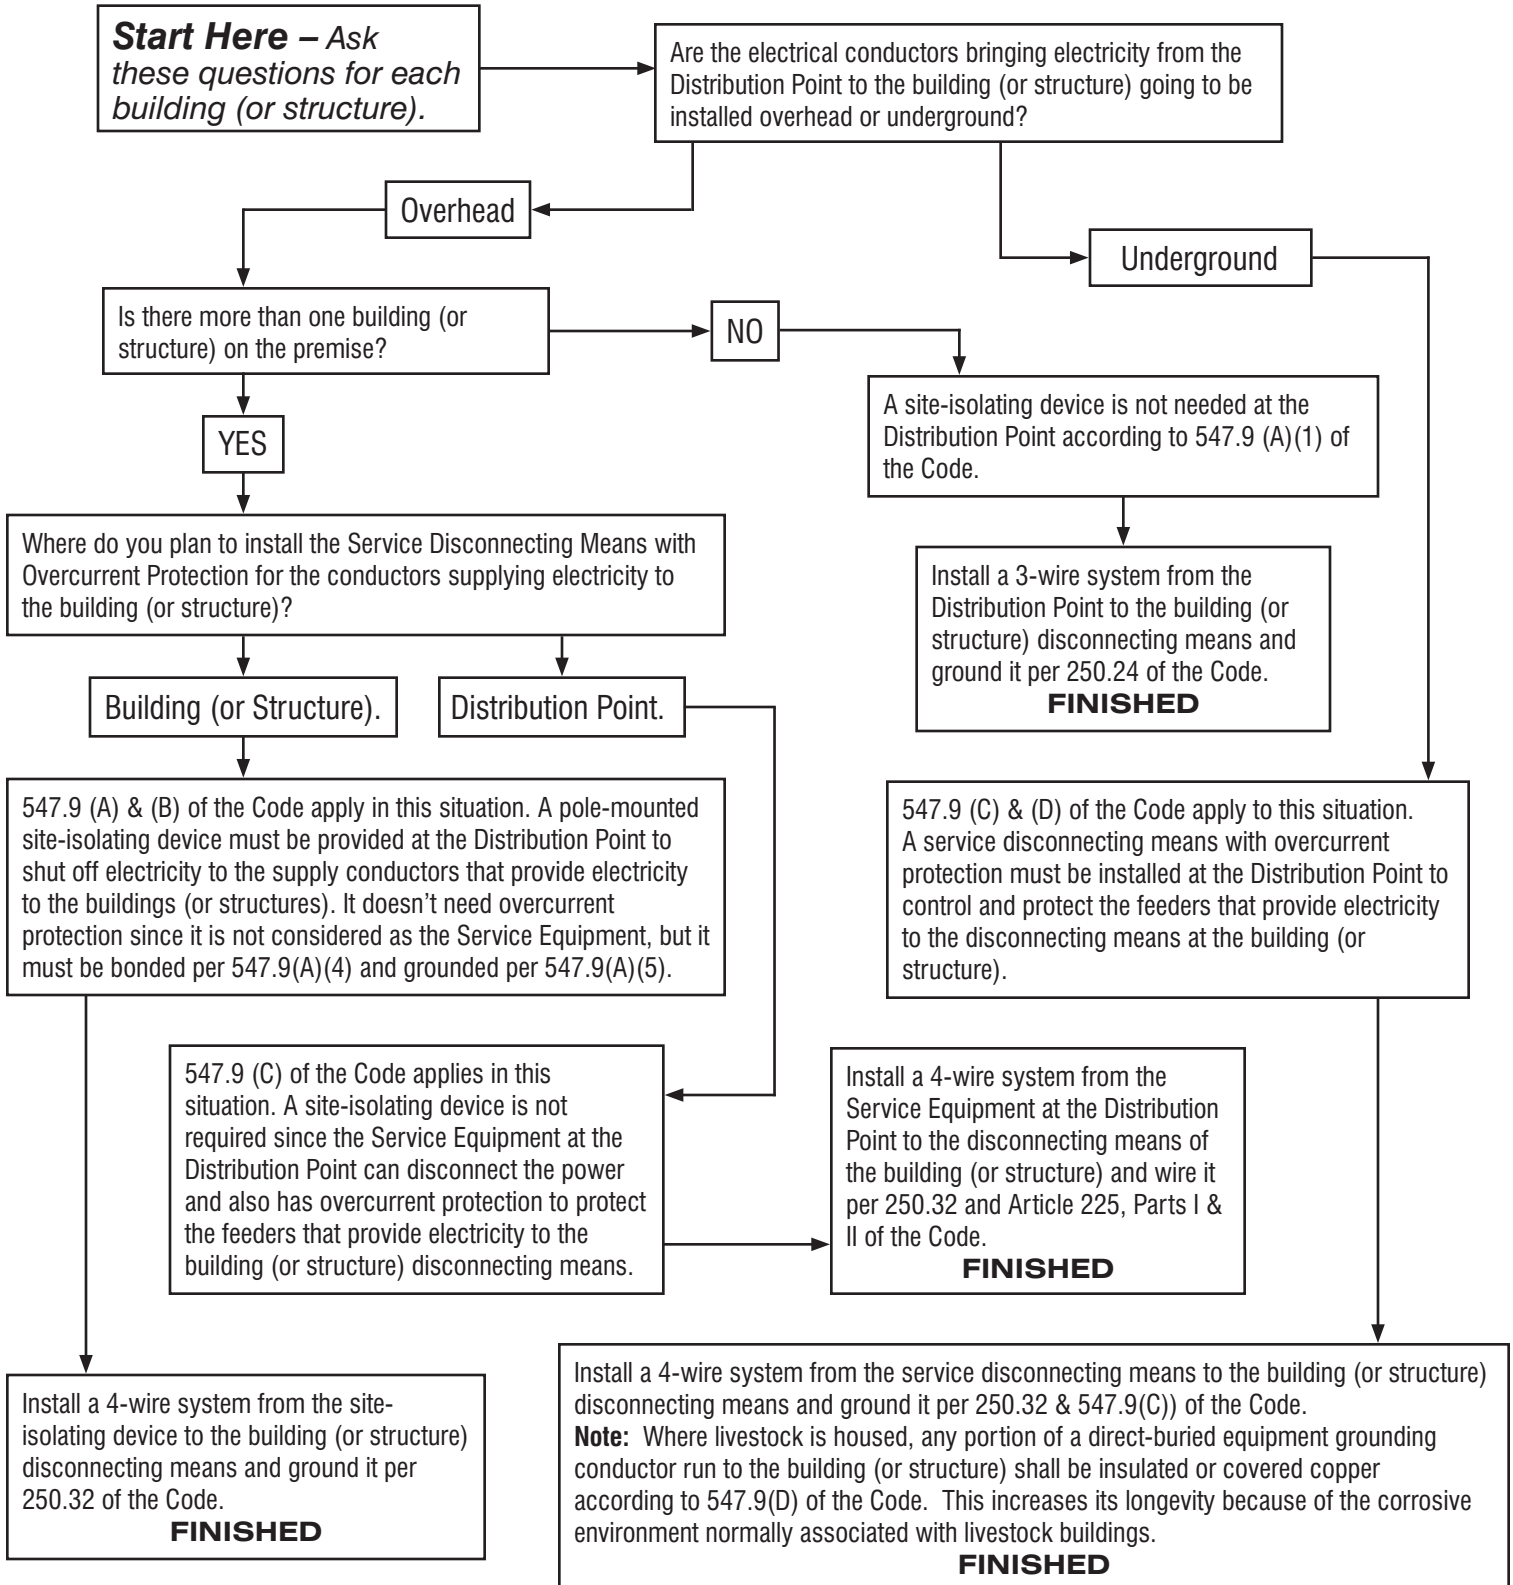 Start Here – Ask
these questions for each
building (or structure).
Are the electrical conductors bringing electricity from the
Distribution Point to the building (or structure) going to be
installed overhead or underground?
Overhead
Underground
Is there more than one building (or
structure) on the premise?
NO
YES
A site-isolating device is not needed at the
Distribution Point according to 547.9 (A)(1) of
the Code.
Where do you plan to install the Service Disconnecting Means with
Overcurrent Protection for the conductors supplying electricity to
the building (or structure)?
Install a 3-wire system from the
Distribution Point to the building (or
structure) disconnecting means and
ground it per 250.24 of the Code.
FINISHED
Building (or Structure).
Distribution Point.
547.9 (A) & (B) of the Code apply in this situation. A pole-mounted
site-isolating device must be provided at the Distribution Point to
shut off electricity to the supply conductors that provide electricity
to the buildings (or structures). It doesn’t need overcurrent
protection since it is not considered as the Service Equipment, but it
must be bonded per 547.9(A)(4) and grounded per 547.9(A)(5).
547.9 (C) & (D) of the Code apply to this situation.
A service disconnecting means with overcurrent
protection must be installed at the Distribution Point to
control and protect the feeders that provide electricity
to the disconnecting means at the building (or
structure).
547.9 (C) of the Code applies in this
situation. A site-isolating device is not
required since the Service Equipment at the
Distribution Point can disconnect the power
and also has overcurrent protection to protect
the feeders that provide electricity to the
building (or structure) disconnecting means.
Install a 4-wire system from the
Service Equipment at the Distribution
Point to the disconnecting means of
the building (or structure) and wire it
per 250.32 and Article 225, Parts I &
II of the Code.
FINISHED
Install a 4-wire system from the site-
isolating device to the building (or structure)
disconnecting means and ground it per
250.32 of the Code.
FINISHED
Install a 4-wire system from the service disconnecting means to the building (or structure)
disconnecting means and ground it per 250.32 & 547.9(C)) of the Code.
Note: Where livestock is housed, any portion of a direct-buried equipment grounding
conductor run to the building (or structure) shall be insulated or covered copper
according to 547.9(D) of the Code. This increases its longevity because of the corrosive
environment normally associated with livestock buildings.
FINISHED